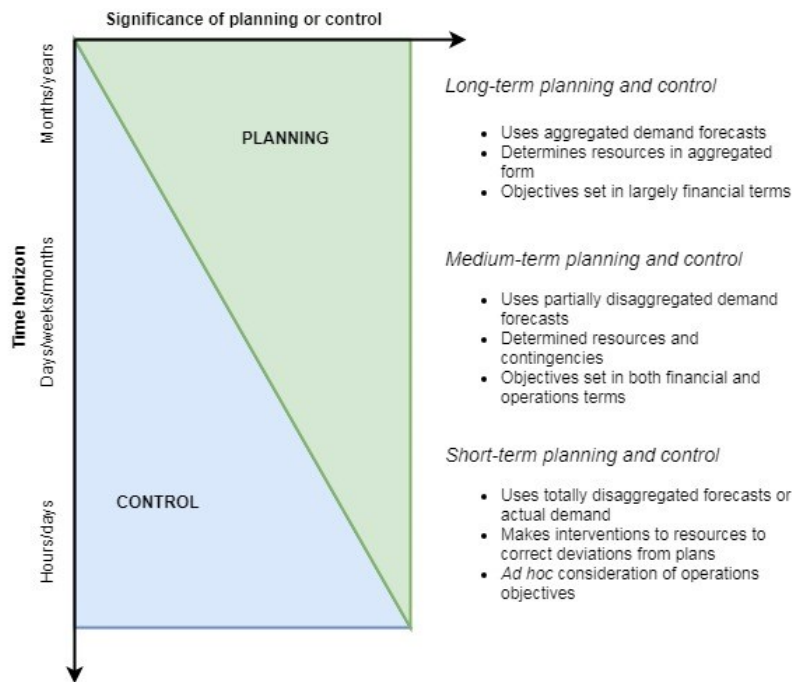 Significance of planning or control
Time horizon
Months/years
Days/weeks/months
Hours/days
PLANNING
CONTROL
Long-term planning and control
• Uses aggregated demand forecasts
• Determines resources in aggregated
form
• Objectives set in largely financial terms
Medium-term planning and control
• Uses partially disaggregated demand
forecasts
• Determined resources and
contingencies
• Objectives set in both financial and
operations terms
Short-term planning and control
• Uses totally disaggregated forecasts or
actual demand
• Makes interventions to resources to
correct deviations from plans
• Ad hoc consideration of operations
objectives